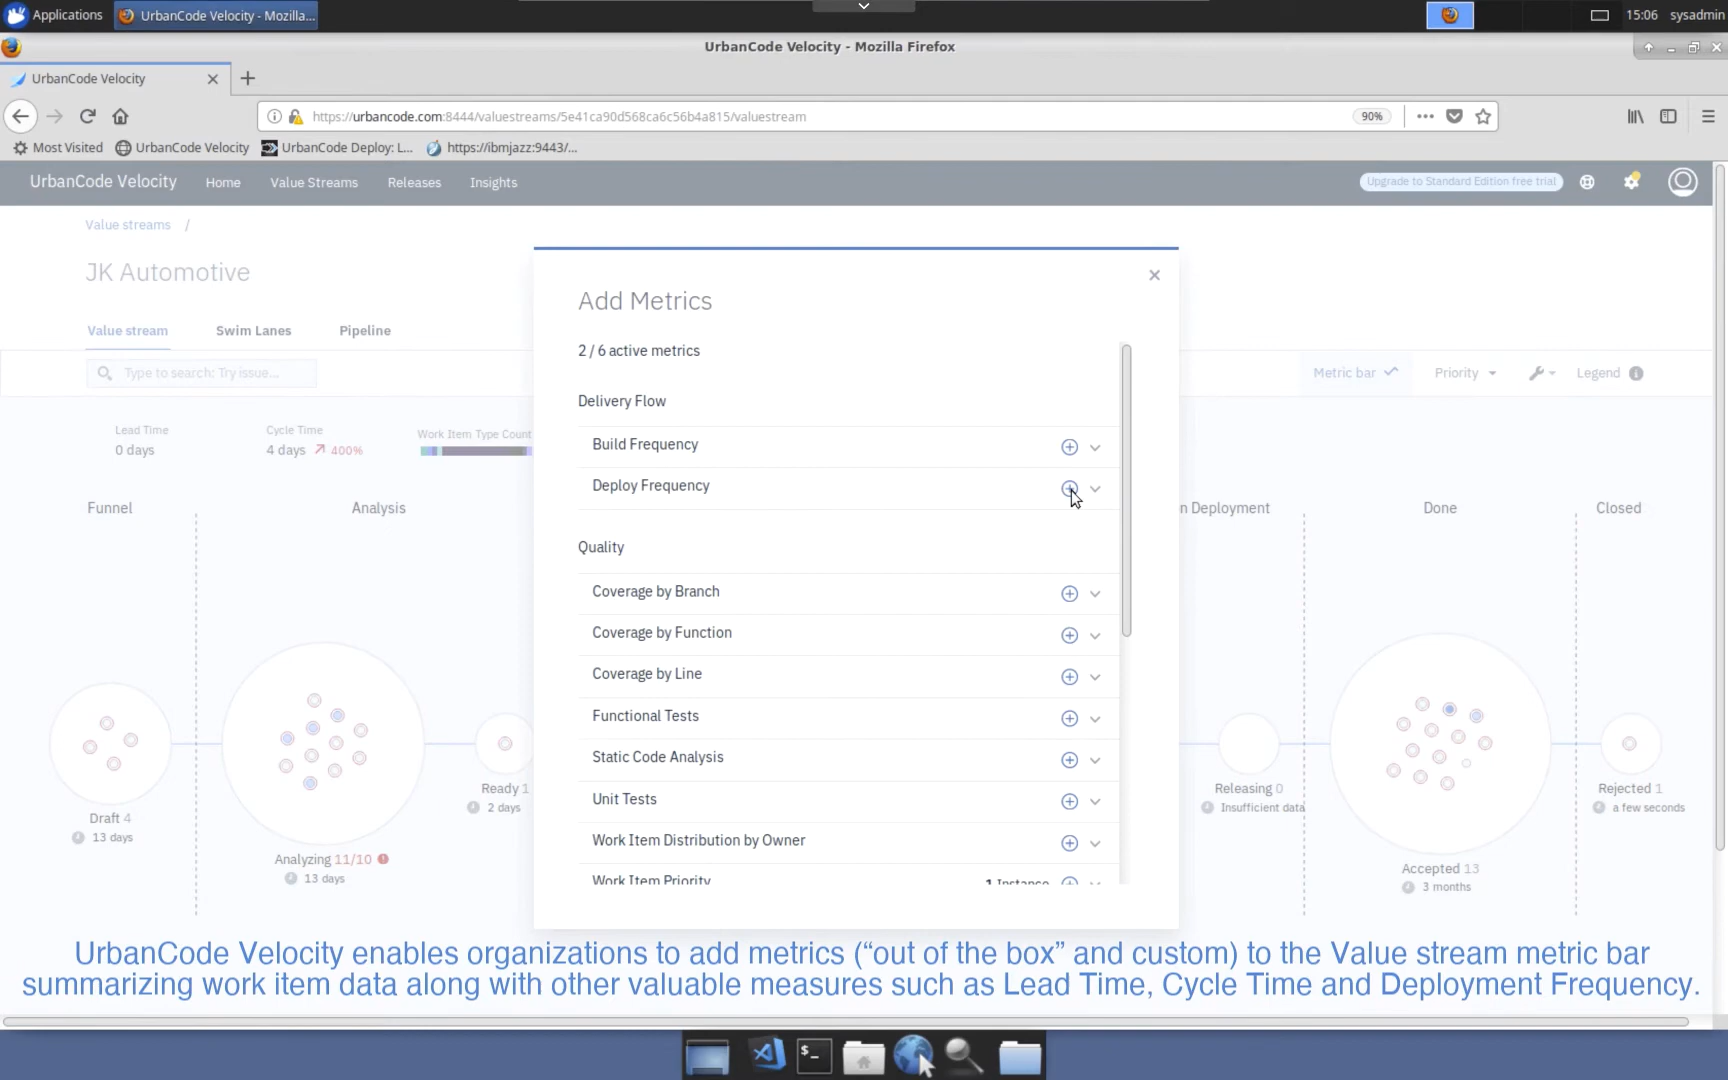 Applications
UrbanCode Velocity - Mozilla...
15:06 sysadmin
UrbanCode Velocity - Mozilla Firefox
UrbanCode Velocity
https://urbancode.com:8444/valuestreams/5e41ca90d568ca6c56b4a815/valuestream
90%
Most Visited
UrbanCode Velocity
UrbanCode Deploy: L...
https://ibmjazz:9443/...
UrbanCode Velocity
Home
Value Streams
Releases
Insights
Upgrade to Standard Edition free trial
Value streams /
JK Automotive
Value stream
Swim Lanes
Pipeline
Type to search: Try issue...
Metric bar
Priority
Legend
Lead Time
0 days
Cycle Time
4 days 400%
Work Item Type Count
Funnel
Analysis
n Deployment
Done
Closed
Draft 4
13 days
Analyzing 11/10
13 days
Ready 1
2 days
Releasing 0
Insufficient data
Accepted 13
3 months
Rejected 1
a few seconds
Add Metrics
2 / 6 active metrics
Delivery Flow
Build Frequency
Deploy Frequency
Quality
Coverage by Branch
Coverage by Function
Coverage by Line
Functional Tests
Static Code Analysis
Unit Tests
Work Item Distribution by Owner
Work Item Priority 1 Instance
UrbanCode Velocity enables organizations to add metrics (“out of the box” and custom) to the Value stream metric bar
summarizing work item data along with other valuable measures such as Lead Time, Cycle Time and Deployment Frequency.